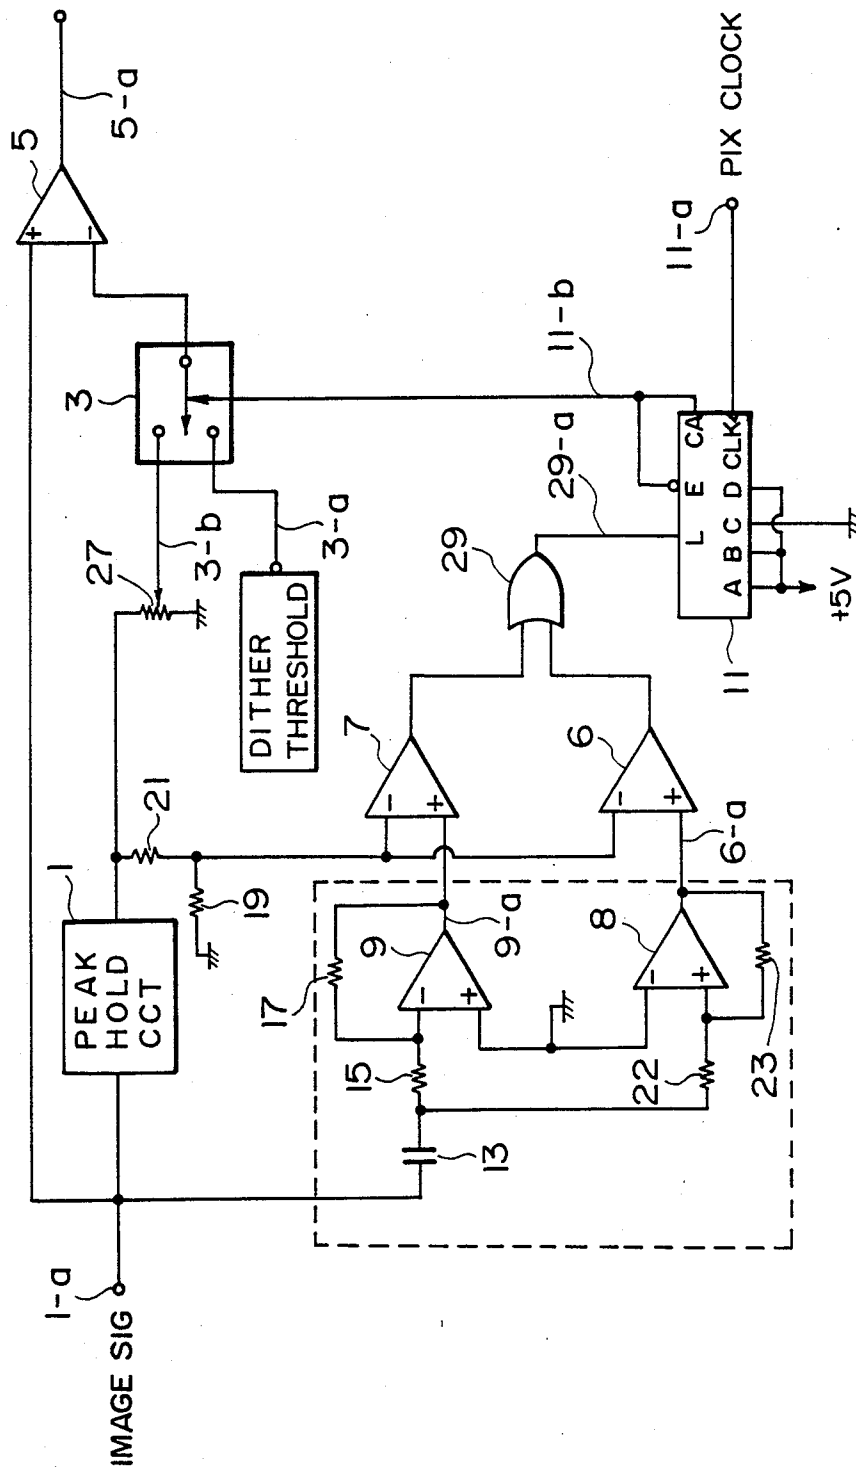 IMAGE SIG
1-a
1
PEAK
HOLD
CCT
21
19
27
3-b
3
3-a
DITHER
THRESHOLD
5
+
-
5-a
13
15
17
9
-
+
9-a
22
8
-
+
23
7
-
+
6
-
+
6-a
29
29-a
11-b
11
L
E
CA
A
B
C
D
CLK
+5V
11-a
PIX CLOCK